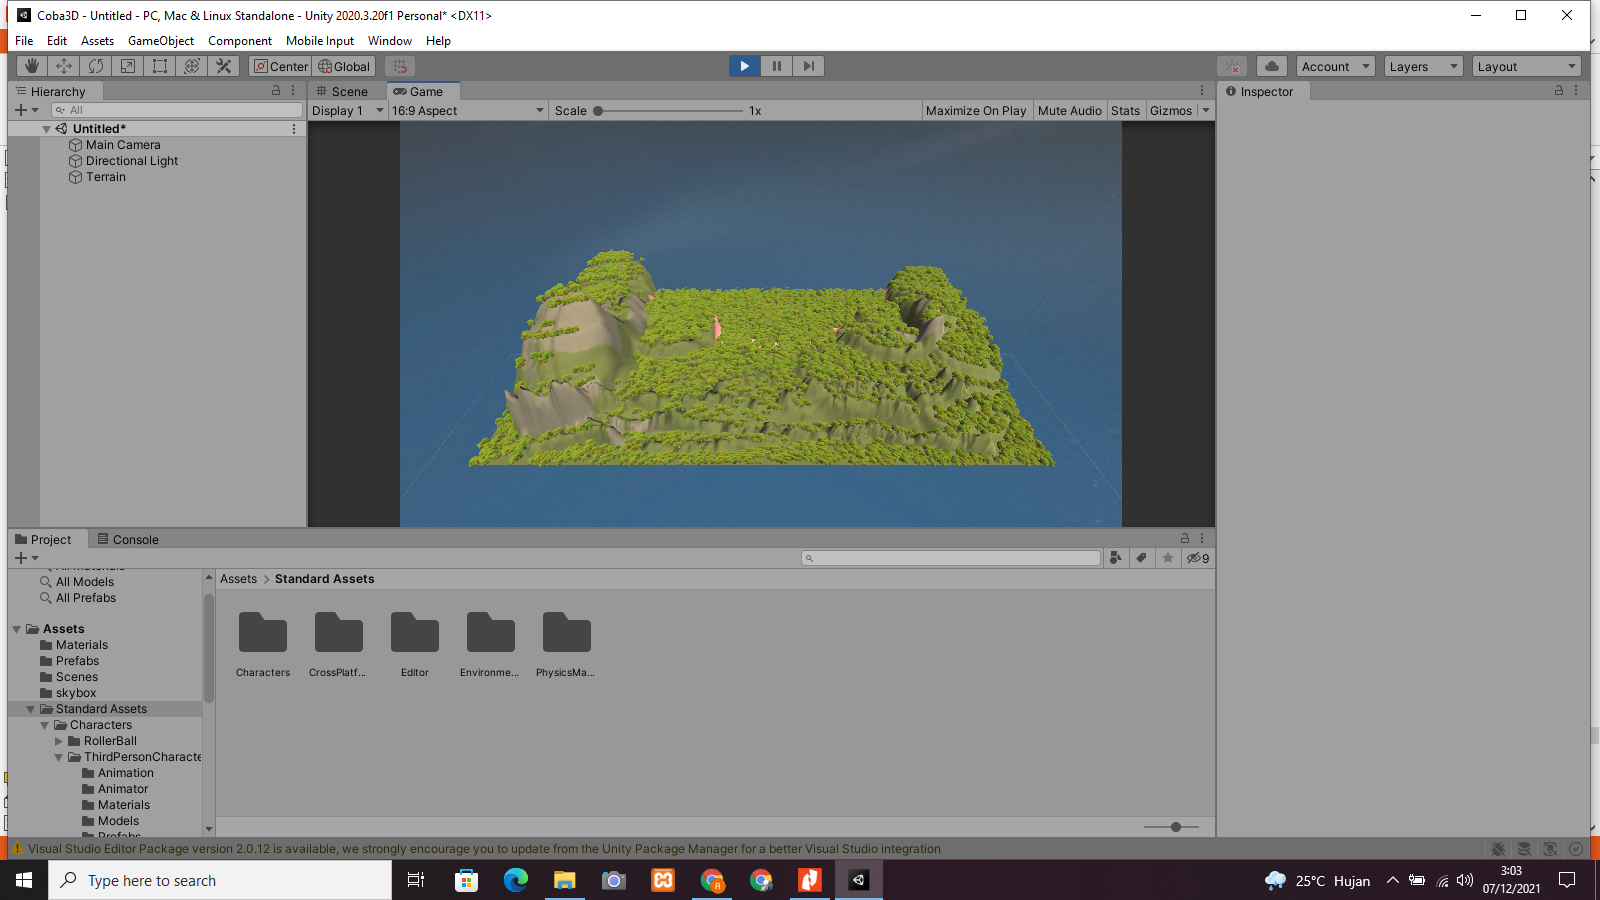 Coba3D - Untitled - PC, Mac & Linux Standalone - Unity 2020.3.20f1 Personal* <DX11>
File Edit Assets GameObject Component Mobile Input Window Help
Center Global Account Layers Layout
Hierarchy
All
Untitled*
Main Camera
Directional Light
Terrain
Scene Game
Display 1 16:9 Aspect Scale 1x Maximize On Play Mute Audio Stats Gizmos
Inspector
Project Console
9
All Models
All Prefabs
Assets
Materials
Prefabs
Scenes
skybox
Standard Assets
Characters
RollerBall
ThirdPersonCharacte
Animation
Animator
Materials
Models
Prefabs
Assets > Standard Assets
Characters CrossPlatf... Editor Environme... PhysicsMa...
Visual Studio Editor Package version 2.0.12 is available, we strongly encourage you to update from the Unity Package Manager for a better Visual Studio integration
Type here to search
25°C Hujan
3:03
07/12/2021